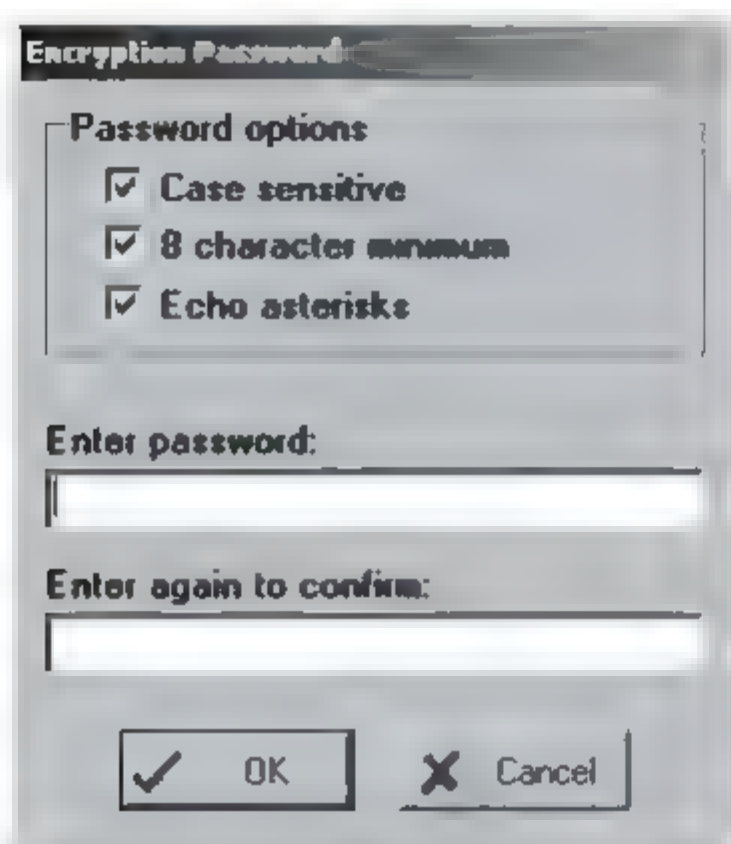 Encryption Password
Password options
Case sensitive
8 character minimum
Echo asterisks
Enter password:
Enter again to confirm:
OK
Cancel